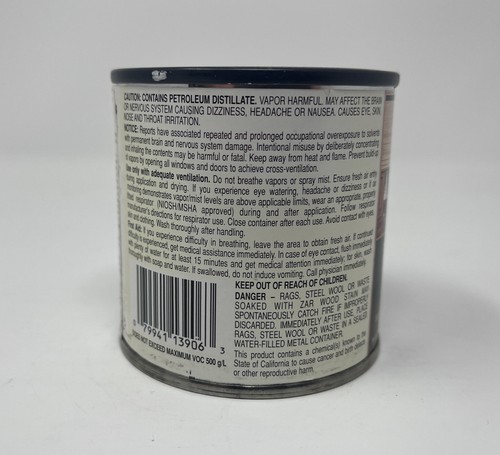 CAUTION: CONTAINS PETROLEUM DISTILLATE. VAPOR HARMFUL. MAY AFFECT THE BRAIN
OR NERVOUS SYSTEM CAUSING DIZZINESS, HEADACHE OR NAUSEA. CAUSES EYE, SKIN,
NOSE AND THROAT IRRITATION.
NOTICE: Reports have associated repeated and prolonged occupational overexposure to solvents
with permanent brain and nervous system damage. Intentional misuse by deliberately concentrating
and inhaling the contents may be harmful or fatal. Keep away from heat and flame. Prevent build-up
of vapors by opening all windows and doors to achieve cross-ventilation.
Use only with adequate ventilation. Do not breathe vapors or spray mist. Ensure fresh air entry
during application and drying. If you experience eye watering, headache or dizziness or if air
monitoring demonstrates vapor/mist levels are above applicable limits, wear an appropriate, properly
fitted respirator (NIOSH/MSHA approved) during and after application. Follow respirator
manufacturer's directions for respirator use. Close container after each use. Avoid contact with eyes,
skin and clothing. Wash thoroughly after handling.
First Aid: If you experience difficulty in breathing, leave the area to obtain fresh air. If continued
difficulty is experienced, get medical assistance immediately. In case of eye contact, flush immediately
with plenty of water for at least 15 minutes and get medical attention immediately; for skin, wash
thoroughly with soap and water. If swallowed, do not induce vomiting. Call physician immediately.
KEEP OUT OF REACH OF CHILDREN.
DANGER – RAGS, STEEL WOOL OR WASTE
SOAKED WITH ZAR WOOD STAIN MAY
SPONTANEOUSLY CATCH FIRE IF IMPROPERLY
DISCARDED. IMMEDIATELY AFTER USE, PLACE
RAGS, STEEL WOOL OR WASTE IN A SEALED
WATER-FILLED METAL CONTAINER.
This product contains a chemical(s) known to the
State of California to cause cancer and birth defects
or other reproductive harm.
6 79941 13906 3
DOES NOT EXCEED MAXIMUM VOC 500 g/L